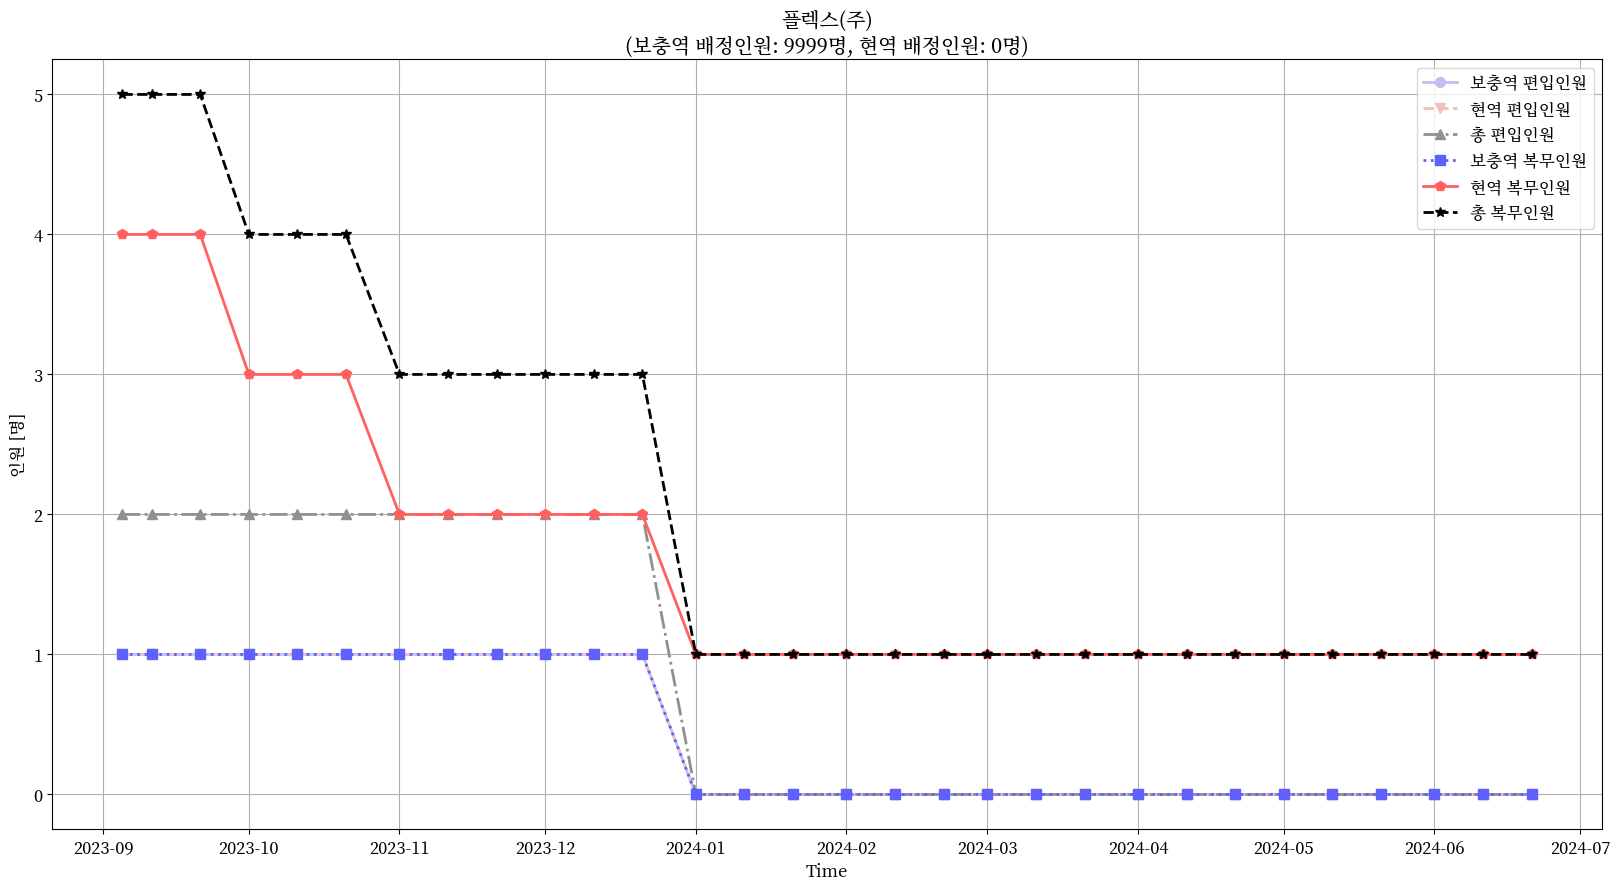 플렉스(주)
(보충역 배정인원: 9999명, 현역 배정인원: 0명)
보충역 편입인원
현역 편입인원
총 편입인원
보충역 복무인원
현역 복무인원
총 복무인원
인원 [명]
5
4
3
2
1
0
2023-09
2023-10
2023-11
2023-12
2024-01
2024-02
2024-03
2024-04
2024-05
2024-06
2024-07
Time